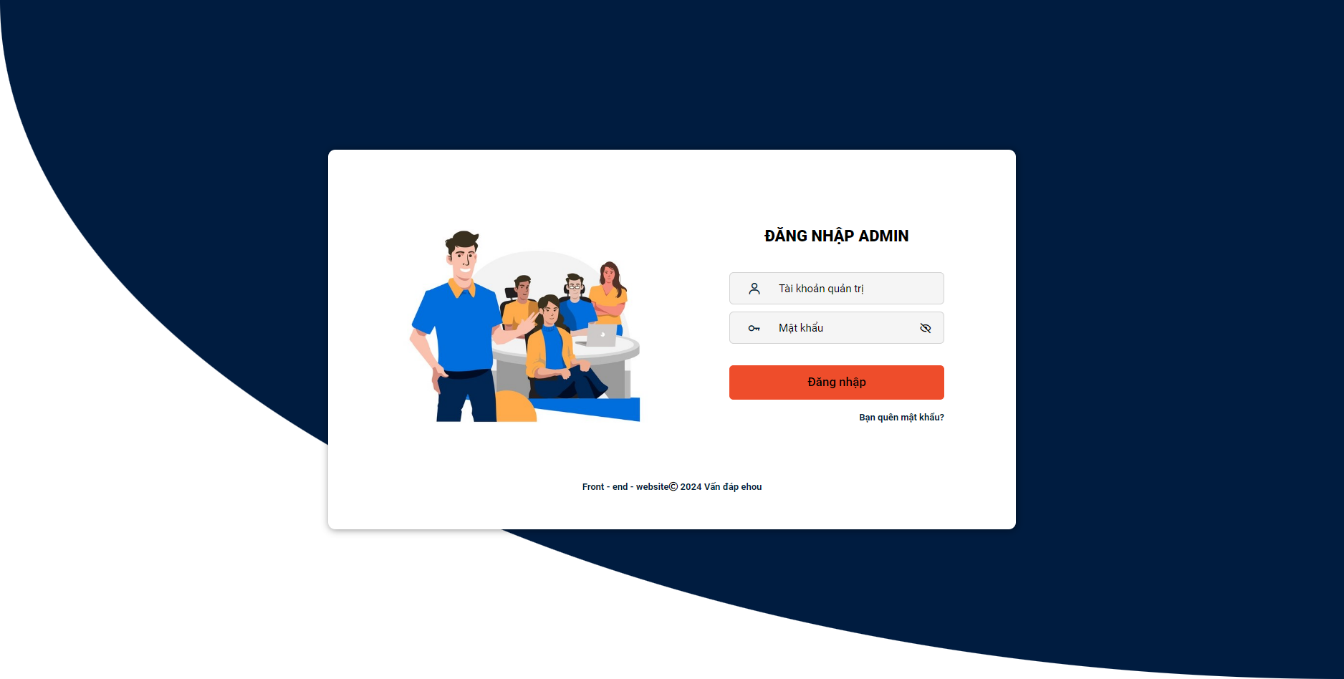 ĐĂNG NHẬP ADMIN
Tài khoản quản trị
Mật khẩu
Đăng nhập
Bạn quên mật khẩu?
Front - end - website© 2024 Vấn đáp ehou